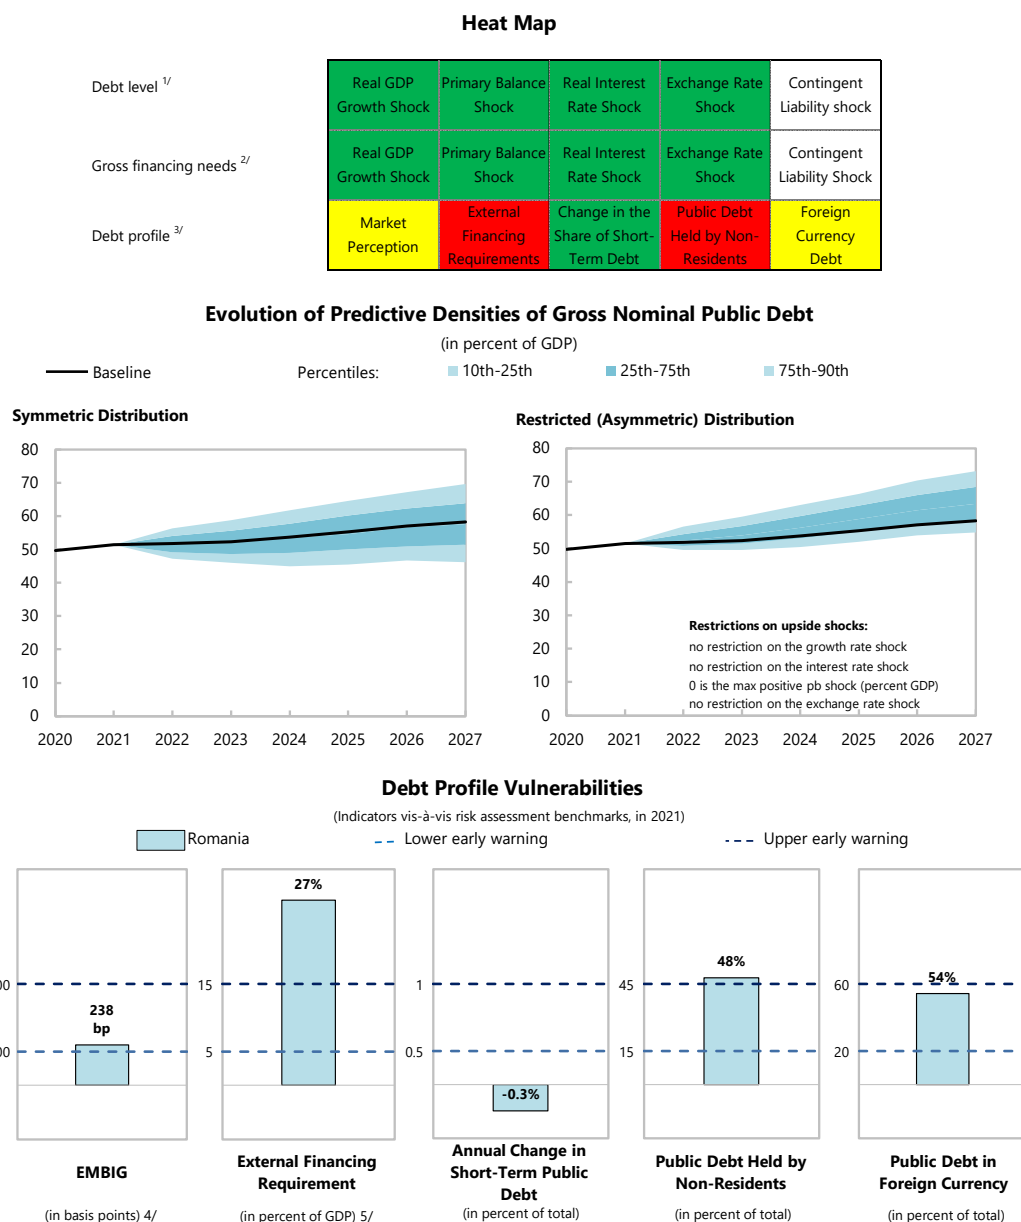 Heat Map
Debt level 1/
Real GDP Growth Shock
Primary Balance Shock
Real Interest Rate Shock
Exchange Rate Shock
Contingent Liability shock
Gross financing needs 2/
Real GDP Growth Shock
Primary Balance Shock
Real Interest Rate Shock
Exchange Rate Shock
Contingent Liability Shock
Debt profile 3/
Market Perception
External Financing Requirements
Change in the Share of Short-Term Debt
Public Debt Held by Non-Residents
Foreign Currency Debt
Evolution of Predictive Densities of Gross Nominal Public Debt
(in percent of GDP)
Baseline
Percentiles:
10th-25th
25th-75th
75th-90th
Symmetric Distribution
80
70
60
50
40
30
20
10
0
2020 2021 2022 2023 2024 2025 2026 2027
Restricted (Asymmetric) Distribution
80
70
60
50
40
30
20
10
0
Restrictions on upside shocks:
no restriction on the growth rate shock
no restriction on the interest rate shock
0 is the max positive pb shock (percent GDP)
no restriction on the exchange rate shock
2020 2021 2022 2023 2024 2025 2026 2027
Debt Profile Vulnerabilities
(Indicators vis-à-vis risk assessment benchmarks, in 2021)
Romania
Lower early warning
Upper early warning
238
bp
EMBIG
(in basis points) 4/
27%
15
5
External Financing
Requirement
(in percent of GDP) 5/
1
0.5
-0.3%
Annual Change in
Short-Term Public
Debt
(in percent of total)
48%
45
15
Public Debt Held by
Non-Residents
(in percent of total)
54%
60
20
Public Debt in
Foreign Currency
(in percent of total)